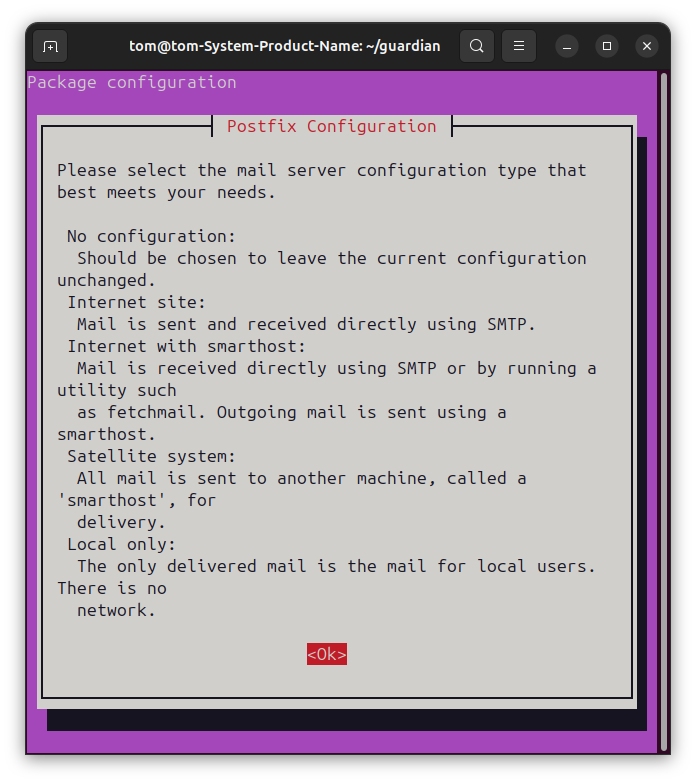 tom@tom-System-Product-Name: ~/guardian
Package configuration
Postfix Configuration
Please select the mail server configuration type that
best meets your needs.
No configuration:
Should be chosen to leave the current configuration
unchanged.
Internet site:
Mail is sent and received directly using SMTP.
Internet with smarthost:
Mail is received directly using SMTP or by running a
utility such
as fetchmail. Outgoing mail is sent using a
smarthost.
Satellite system:
All mail is sent to another machine, called a
'smarthost', for
delivery.
Local only:
The only delivered mail is the mail for local users.
There is no
network.
<Ok>